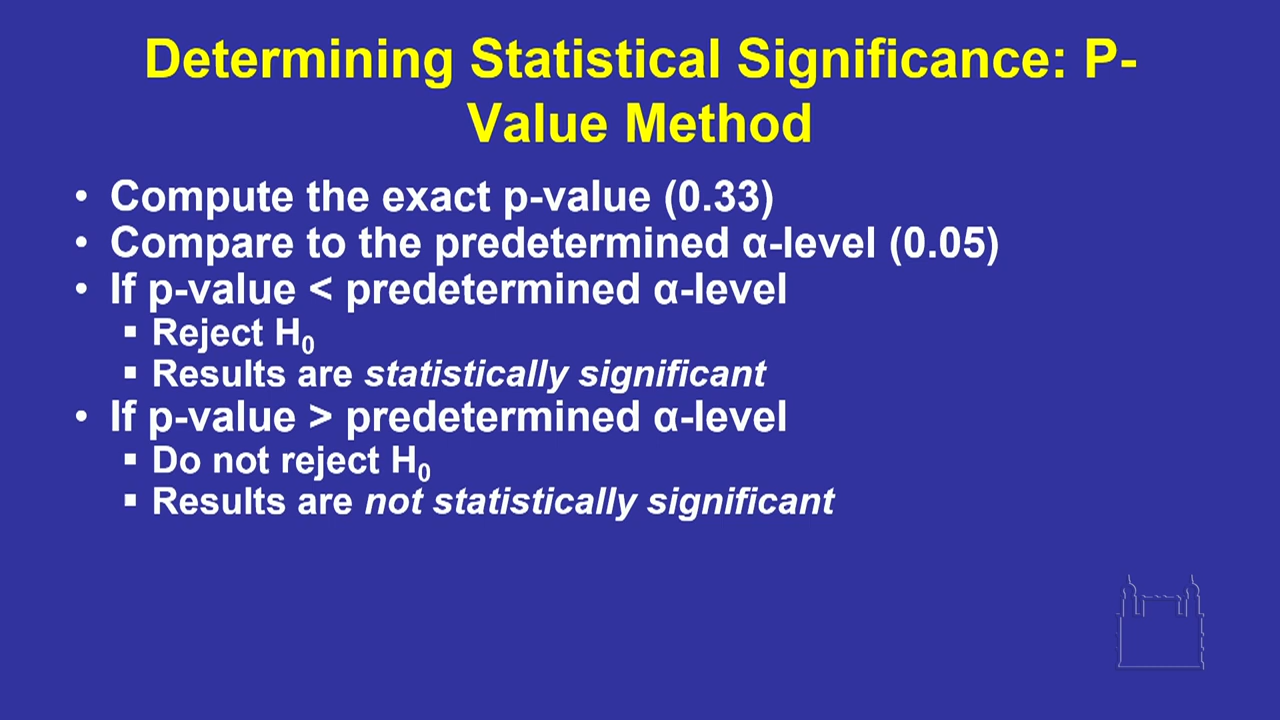 Determining Statistical Significance: P-
Value Method
• Compute the exact p-value (0.33)
• Compare to the predetermined α-level (0.05)
• If p-value < predetermined α-level
▪ Reject H₀
▪ Results are statistically significant
• If p-value > predetermined α-level
▪ Do not reject H₀
▪ Results are not statistically significant